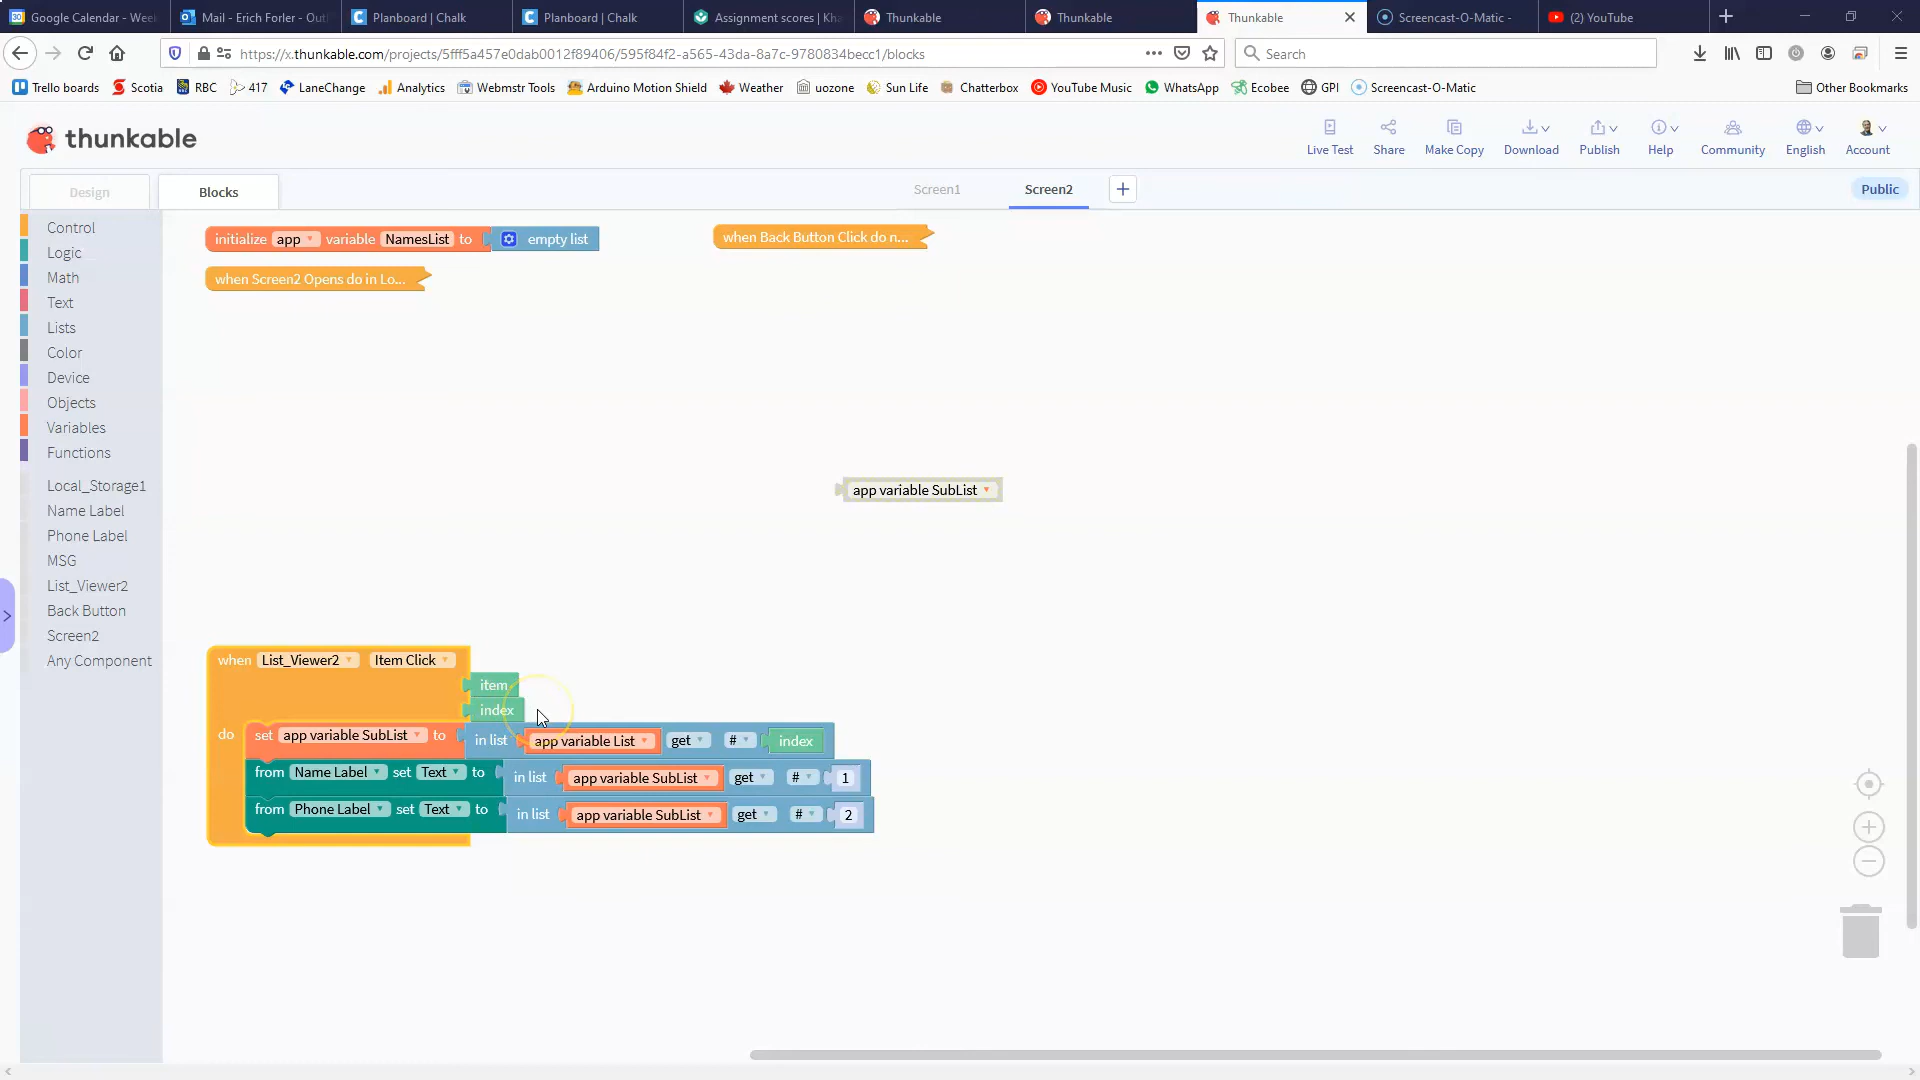 Google Calendar - Week
Mail - Erich Forler - Outl
Planboard | Chalk
Planboard | Chalk
Assignment scores | Kha
Thunkable
Thunkable
Thunkable
Screencast-O-Matic -
(2) YouTube
https://x.thunkable.com/projects/5fff5a457e0dab0012f89406/595f84f2-a565-43da-8a7c-9780834becc1/blocks
Search
Trello boards
Scotia
RBC
417
LaneChange
Analytics
Webmstr Tools
Arduino Motion Shield
Weather
uozone
Sun Life
Chatterbox
YouTube Music
WhatsApp
Ecobee
GPI
Screencast-O-Matic
Other Bookmarks
thunkable
Live Test
Share
Make Copy
Download
Publish
Help
Community
English
Account
Design
Blocks
Screen1
Screen2
Public
Control
Logic
Math
Text
Lists
Color
Device
Objects
Variables
Functions
Local_Storage1
Name Label
Phone Label
MSG
List_Viewer2
Back Button
Screen2
Any Component
initialize app variable NamesList to empty list
when Back Button Click do n...
when Screen2 Opens do in Lo...
app variable SubList
when List_Viewer2 Item Click
item
index
do set app variable SubList to in list app variable List get # index
from Name Label set Text to in list app variable SubList get # 1
from Phone Label set Text to in list app variable SubList get # 2